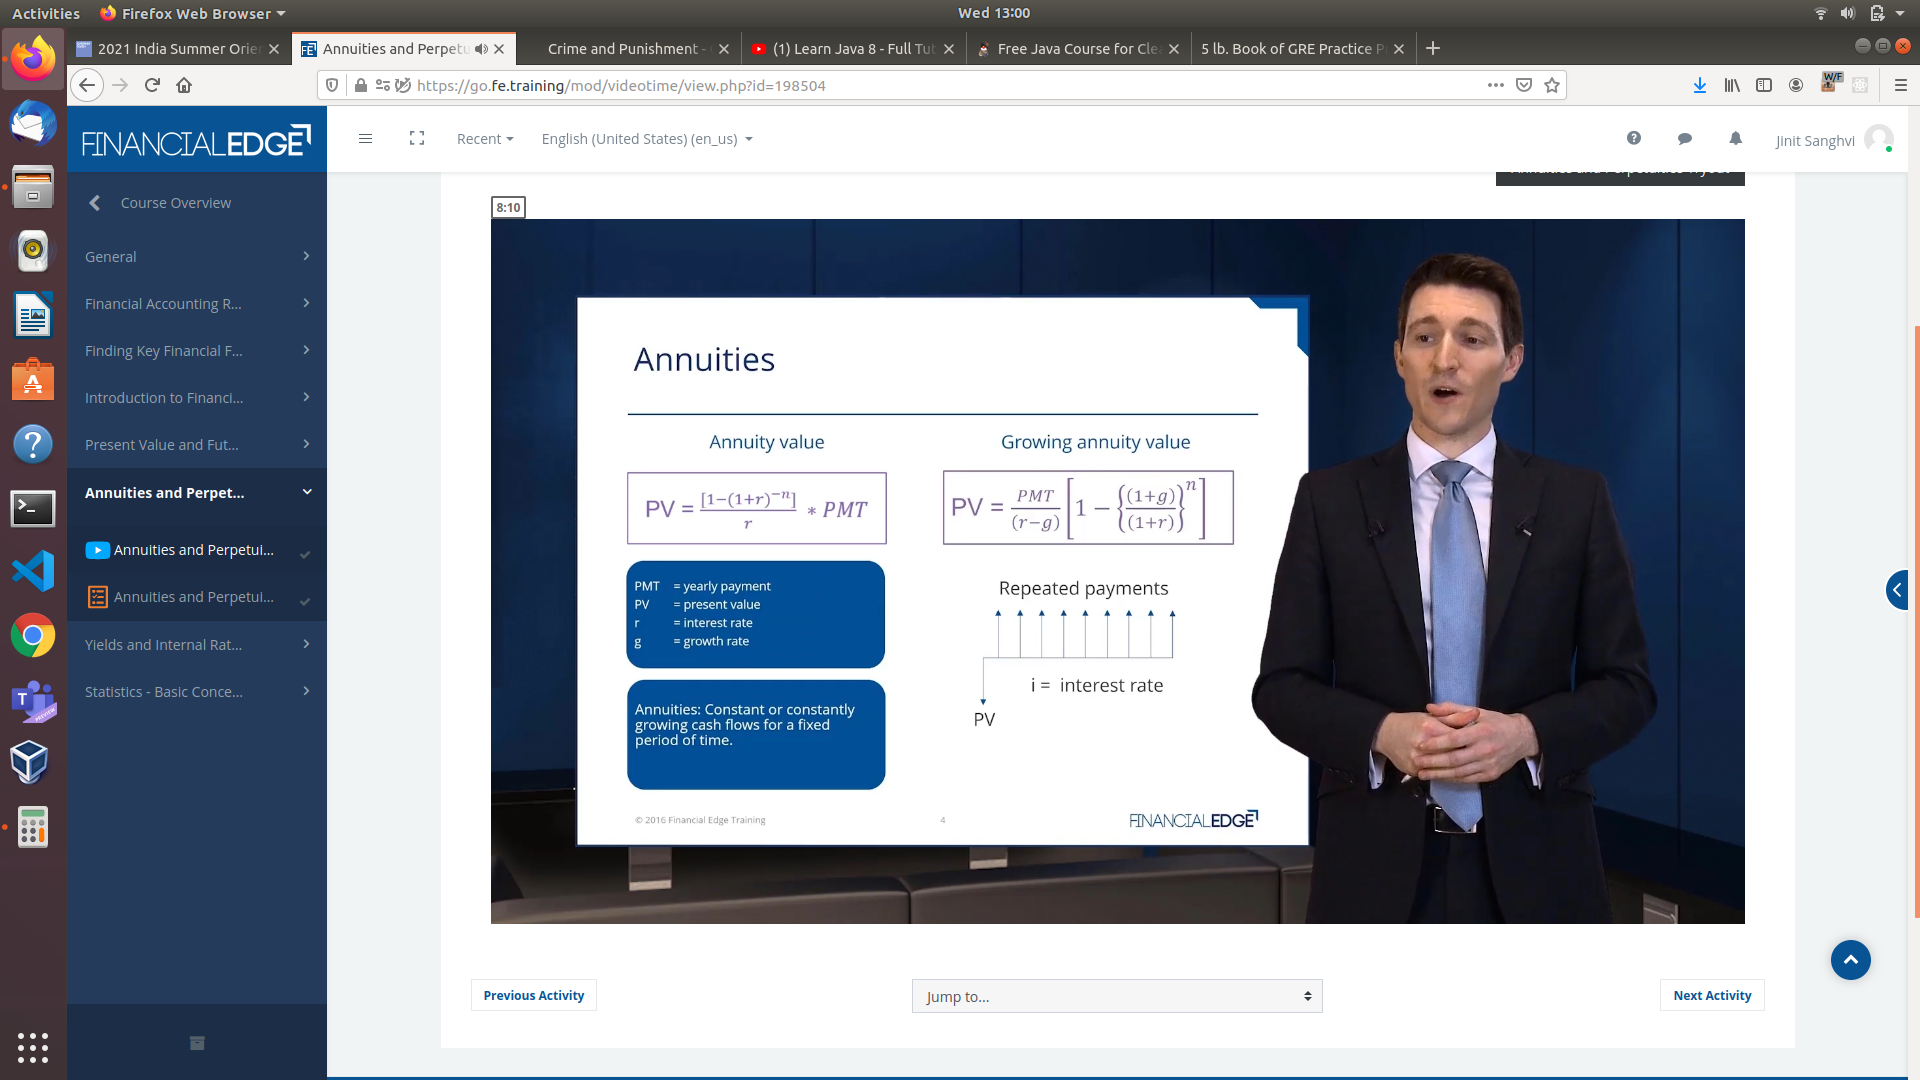 Activities
Firefox Web Browser
Wed 13:00
2021 India Summer Orie
Annuities and Perpetu
Crime and Punishment -
(1) Learn Java 8 - Full Tut
Free Java Course for Cle
5 lb. Book of GRE Practice P
https://go.fe.training/mod/videotime/view.php?id=198504
W/F
FINANCIALEDGE
Recent
English (United States) (en_us)
Jinit Sanghvi
Course Overview
General
Financial Accounting R...
Finding Key Financial F...
Introduction to Financi...
Present Value and Fut...
Annuities and Perpet...
Annuities and Perpetui...
Annuities and Perpetui...
Yields and Internal Rat...
Statistics - Basic Conce...
8:10
Annuities
Annuity value
PV = [1−(1+r)^−n] / r * PMT
PMT = yearly payment
PV = present value
r = interest rate
g = growth rate
Annuities: Constant or constantly
growing cash flows for a fixed
period of time.
Growing annuity value
PV = PMT / (r−g) [1 − {(1+g) / (1+r)}^n]
Repeated payments
i = interest rate
PV
© 2016 Financial Edge Training
4
FINANCIALEDGE
Previous Activity
Jump to...
Next Activity